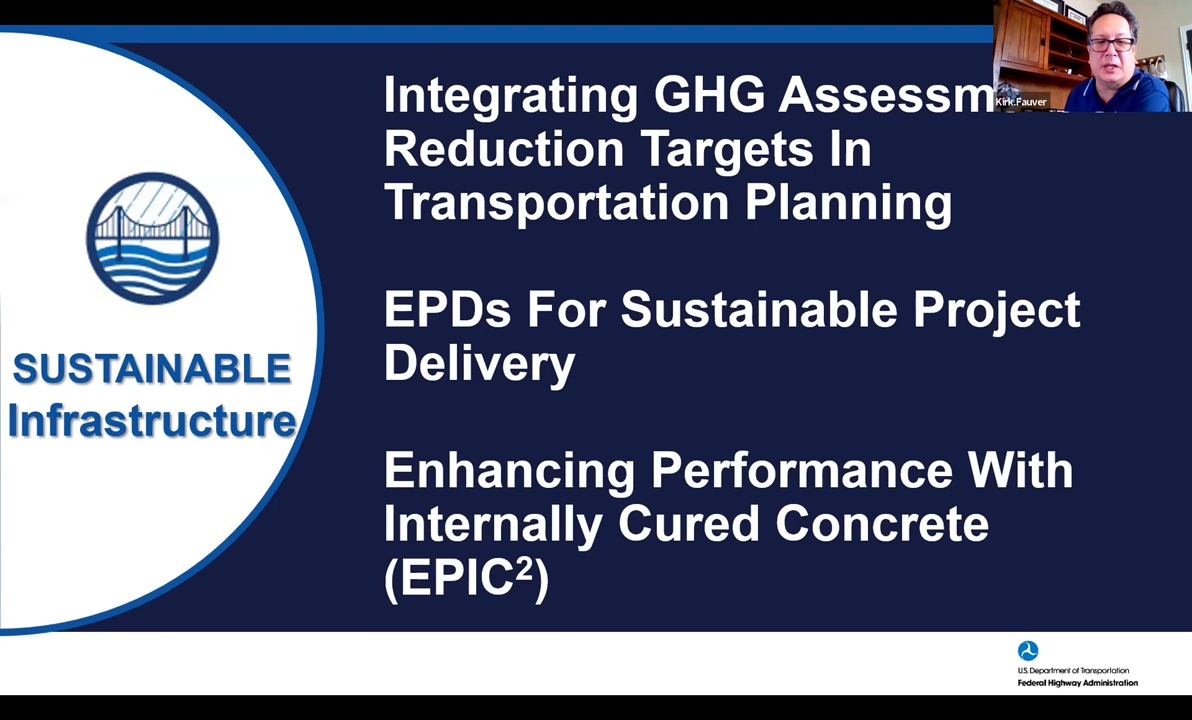 Integrating GHG Assessm
Reduction Targets In
Transportation Planning
EPDs For Sustainable Project
Delivery
Enhancing Performance With
Internally Cured Concrete
(EPIC²)
SUSTAINABLE
Infrastructure
Kirk.Fauver
U.S. Department of Transportation
Federal Highway Administration